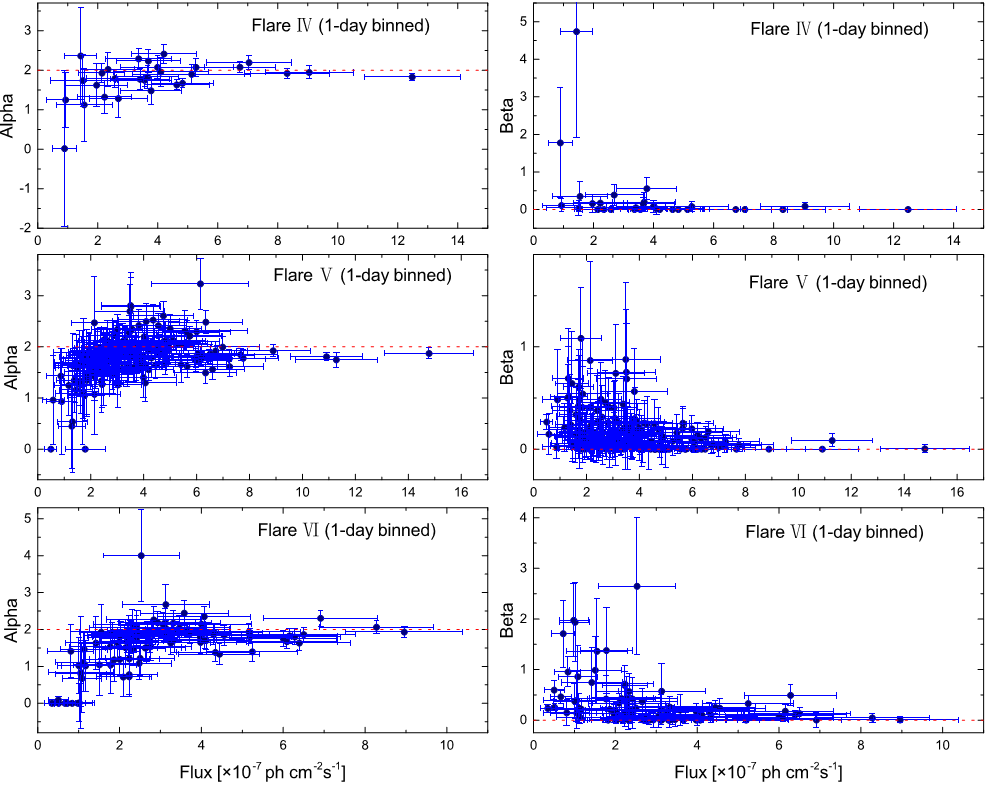 Flare Ⅳ (1-day binned)
Alpha
3
2
1
0
-1
-2
0 2 4 6 8 10 12 14
Flare Ⅳ (1-day binned)
Beta
5
4
3
2
1
0
0 2 4 6 8 10 12 14
Flare Ⅴ (1-day binned)
Alpha
3
2
1
0
0 2 4 6 8 10 12 14 16
Flare Ⅴ (1-day binned)
Beta
1
0
0 2 4 6 8 10 12 14 16
Flare Ⅵ (1-day binned)
Alpha
5
4
3
2
1
0
0 2 4 6 8 10
Flux [×10⁻⁷ ph cm⁻²s⁻¹]
Flare Ⅵ (1-day binned)
Beta
4
3
2
1
0
0 2 4 6 8 10
Flux [×10⁻⁷ ph cm⁻²s⁻¹]